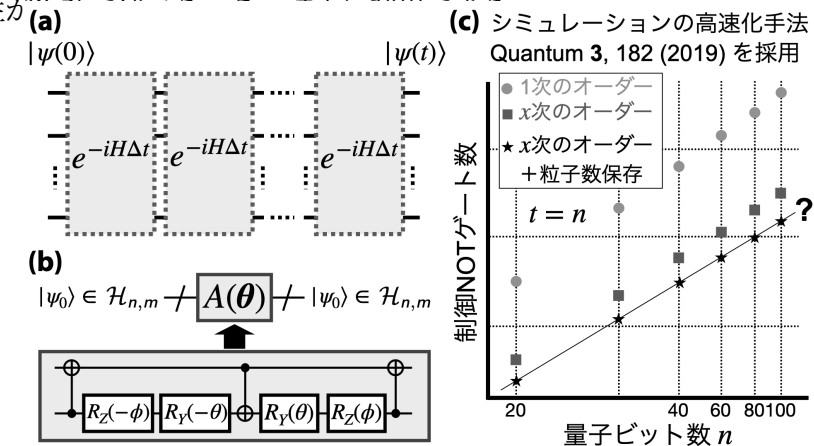 (a)
|ψ(0)⟩ |ψ(t)⟩
e^{-iHΔt} e^{-iHΔt} e^{-iHΔt}
(b)
|ψ₀⟩ ∈ ℋ_{n,m} A(θ) |ψ₀⟩ ∈ ℋ_{n,m}
R_Z(-ϕ) R_Y(-θ) R_Y(θ) R_Z(ϕ)
(c) シミュレーションの高速化手法
Quantum 3, 182 (2019) を採用
1次のオーダー
x次のオーダー
x次のオーダー
+粒子数保存
t = n
?
制御NOTゲート数
20 40 60 80 100
量子ビット数 n